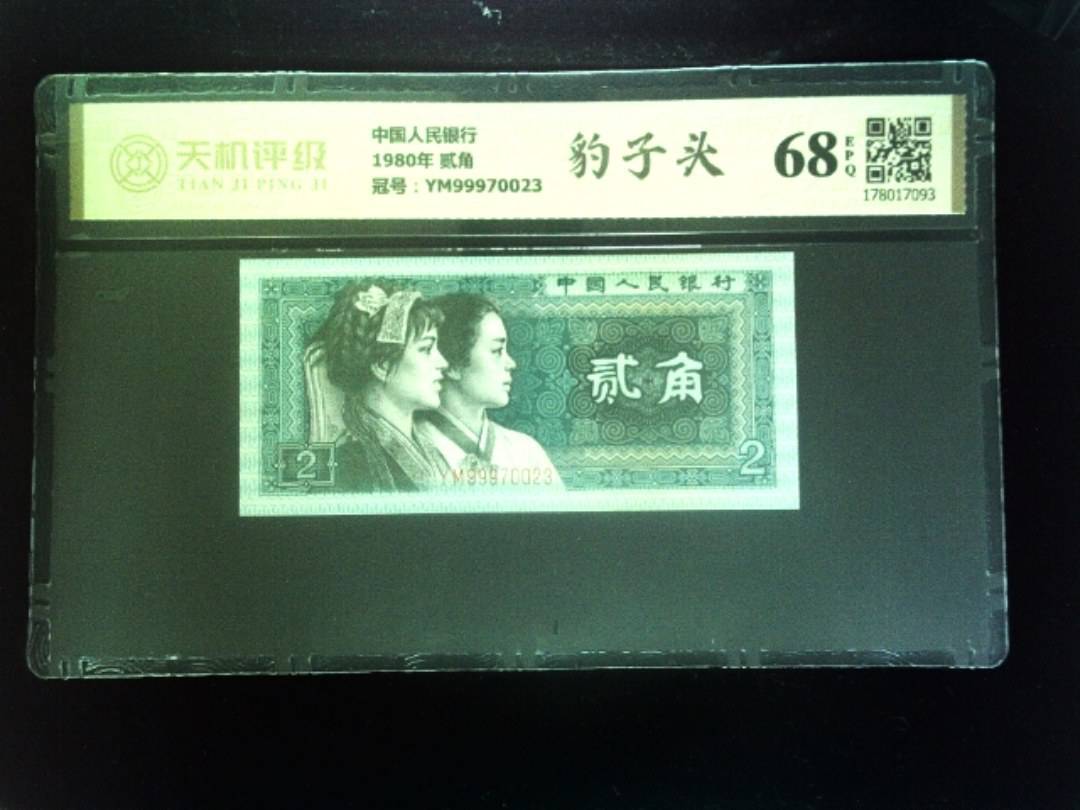 天机评级
TIAN JI PING JI
中国人民银行
1980年 贰角
冠号：YM99970023
豹子头
68
EPQ
178017093
中國人民银行
贰角
2
YM99970023
2